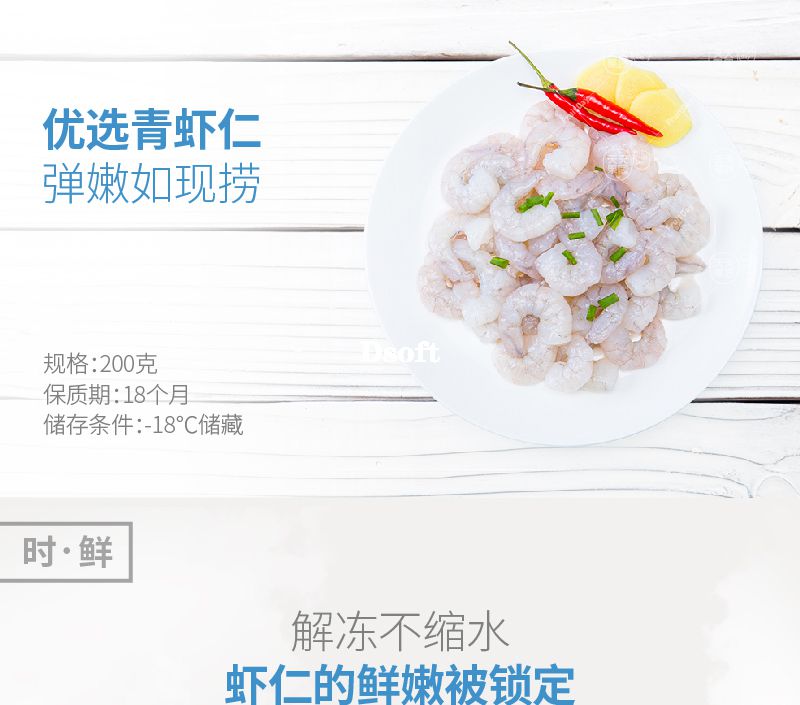 优选青虾仁
弹嫩如现捞
规格：200克
保质期：18个月
储存条件：-18℃储藏
Dsoft
时·鲜
解冻不缩水
虾仁的鲜嫩被锁定